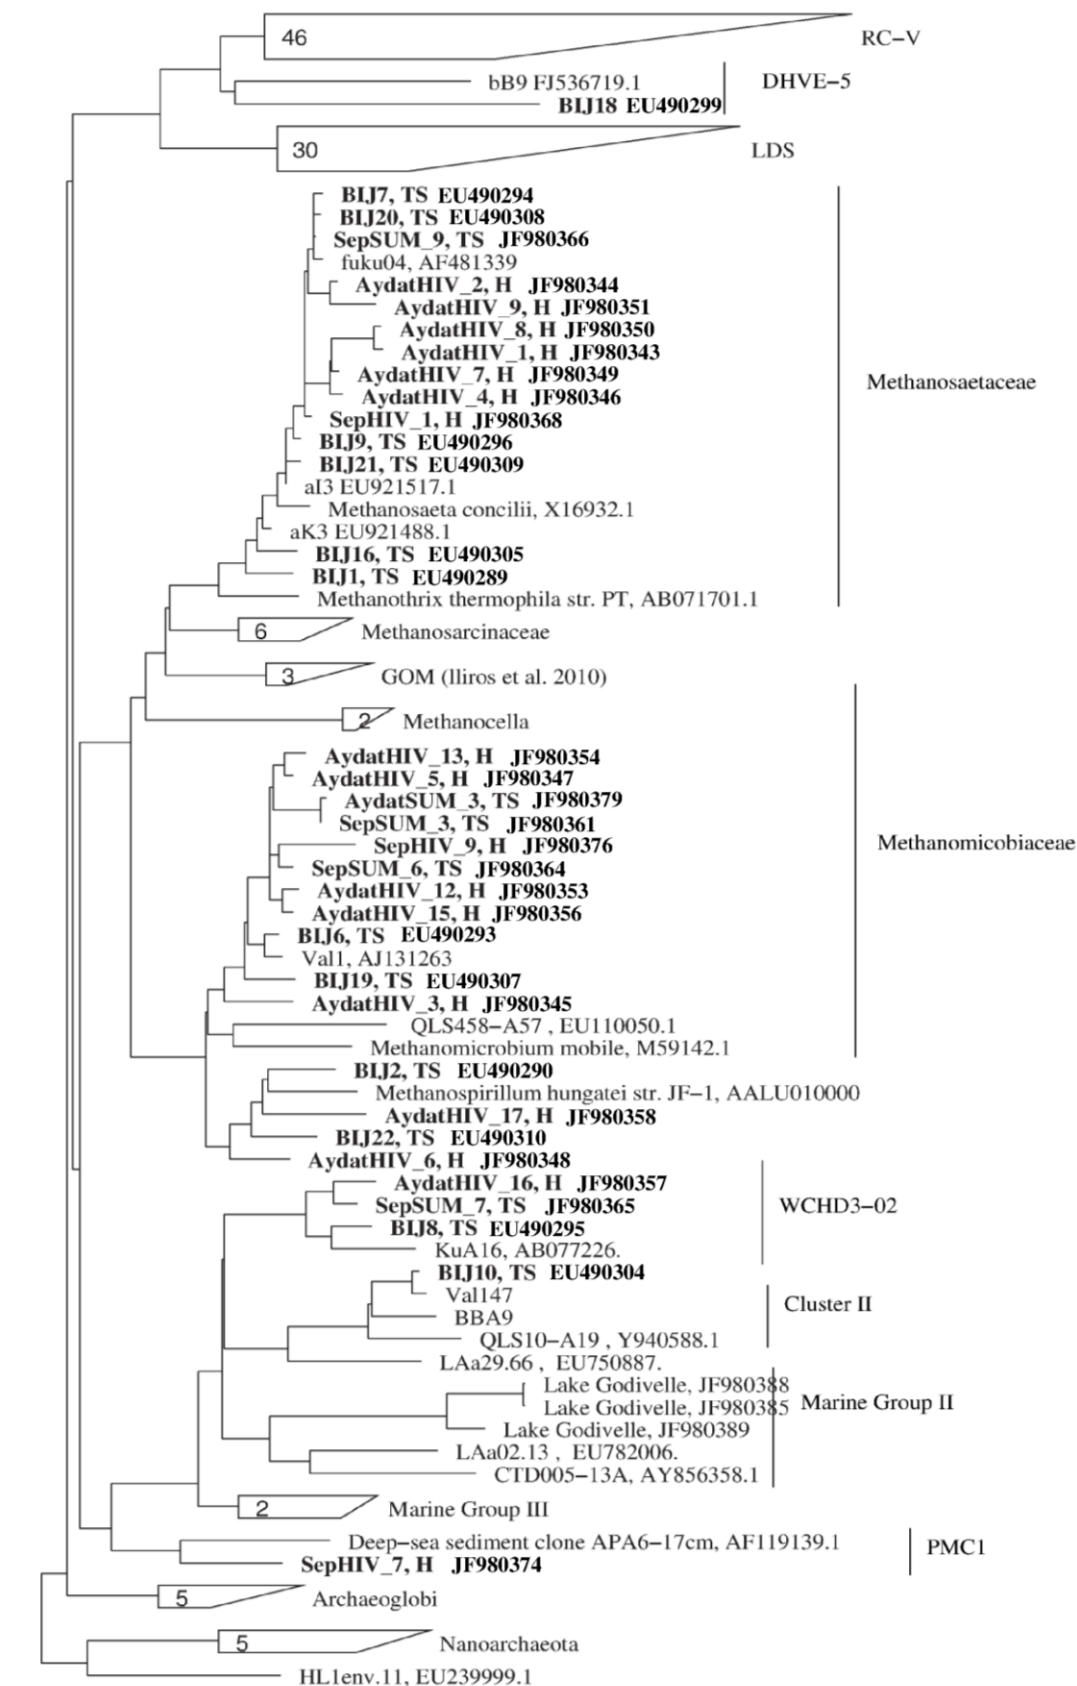 46
RC–V
bB9 FJ536719.1
DHVE–5
BIJ18 EU490299
30
LDS
BIJ7, TS EU490294
BIJ20, TS EU490308
SepSUM_9, TS JF980366
fuku04, AF481339
AydatHIV_2, H JF980344
AydatHIV_9, H JF980351
AydatHIV_8, H JF980350
AydatHIV_1, H JF980343
AydatHIV_7, H JF980349
Methanosaetaceae
AydatHIV_4, H JF980346
SepHIV_1, H JF980368
BIJ9, TS EU490296
BIJ21, TS EU490309
aI3 EU921517.1
Methanosaeta concilii, X16932.1
aK3 EU921488.1
BIJ16, TS EU490305
BIJ1, TS EU490289
Methanothrix thermophila str. PT, AB071701.1
6
Methanosarcinaceae
3
GOM (lliros et al. 2010)
2
Methanocella
AydatHIV_13, H JF980354
AydatHIV_5, H JF980347
AydatSUM_3, TS JF980379
SepSUM_3, TS JF980361
SepHIV_9, H JF980376
Methanomicobiaceae
SepSUM_6, TS JF980364
AydatHIV_12, H JF980353
AydatHIV_15, H JF980356
BIJ6, TS EU490293
Val1, AJ131263
BIJ19, TS EU490307
AydatHIV_3, H JF980345
QLS458–A57 , EU110050.1
Methanomicrobium mobile, M59142.1
BIJ2, TS EU490290
Methanospirillum hungatei str. JF–1, AALU010000
AydatHIV_17, H JF980358
BIJ22, TS EU490310
AydatHIV_6, H JF980348
AydatHIV_16, H JF980357
SepSUM_7, TS JF980365
WCHD3–02
BIJ8, TS EU490295
KuA16, AB077226.
BIJ10, TS EU490304
Val147
Cluster II
BBA9
QLS10–A19 , Y940588.1
LAa29.66 , EU750887.
Lake Godivelle, JF980388
Lake Godivelle, JF980385
Marine Group II
Lake Godivelle, JF980389
LAa02.13 , EU782006.
CTD005–13A, AY856358.1
2
Marine Group III
Deep–sea sediment clone APA6–17cm, AF119139.1
PMC1
SepHIV_7, H JF980374
5
Archaeoglobi
5
Nanoarchaeota
HL1env.11, EU239999.1